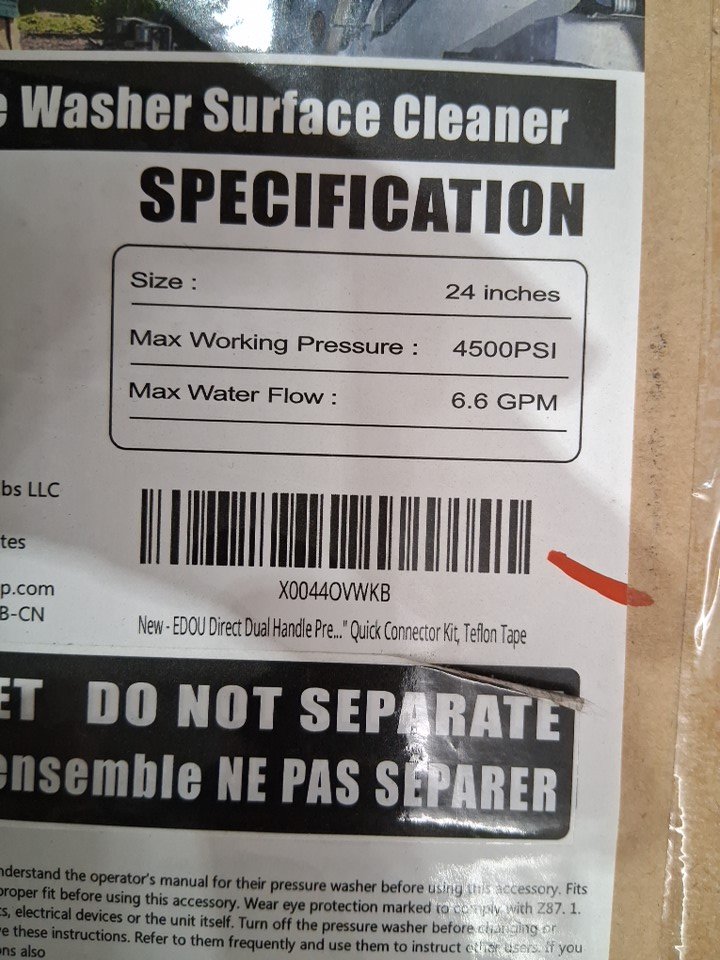 Washer Surface Cleaner
SPECIFICATION
Size : 24 inches
Max Working Pressure : 4500PSI
Max Water Flow : 6.6 GPM
bs LLC
tes
p.com
B-CN
X0044OVWKB
New - EDOU Direct Dual Handle Pre..." Quick Connector Kit, Teflon Tape
ET DO NOT SEPARATE
ensemble NE PAS SÉPARER
nderstand the operator's manual for their pressure washer before using this accessory. Fits
proper fit before using this accessory. Wear eye protection marked to comply with Z87. 1.
ts, electrical devices or the unit itself. Turn off the pressure washer before changing or
ve these instructions. Refer to them frequently and use them to instruct other users. If you
ons also